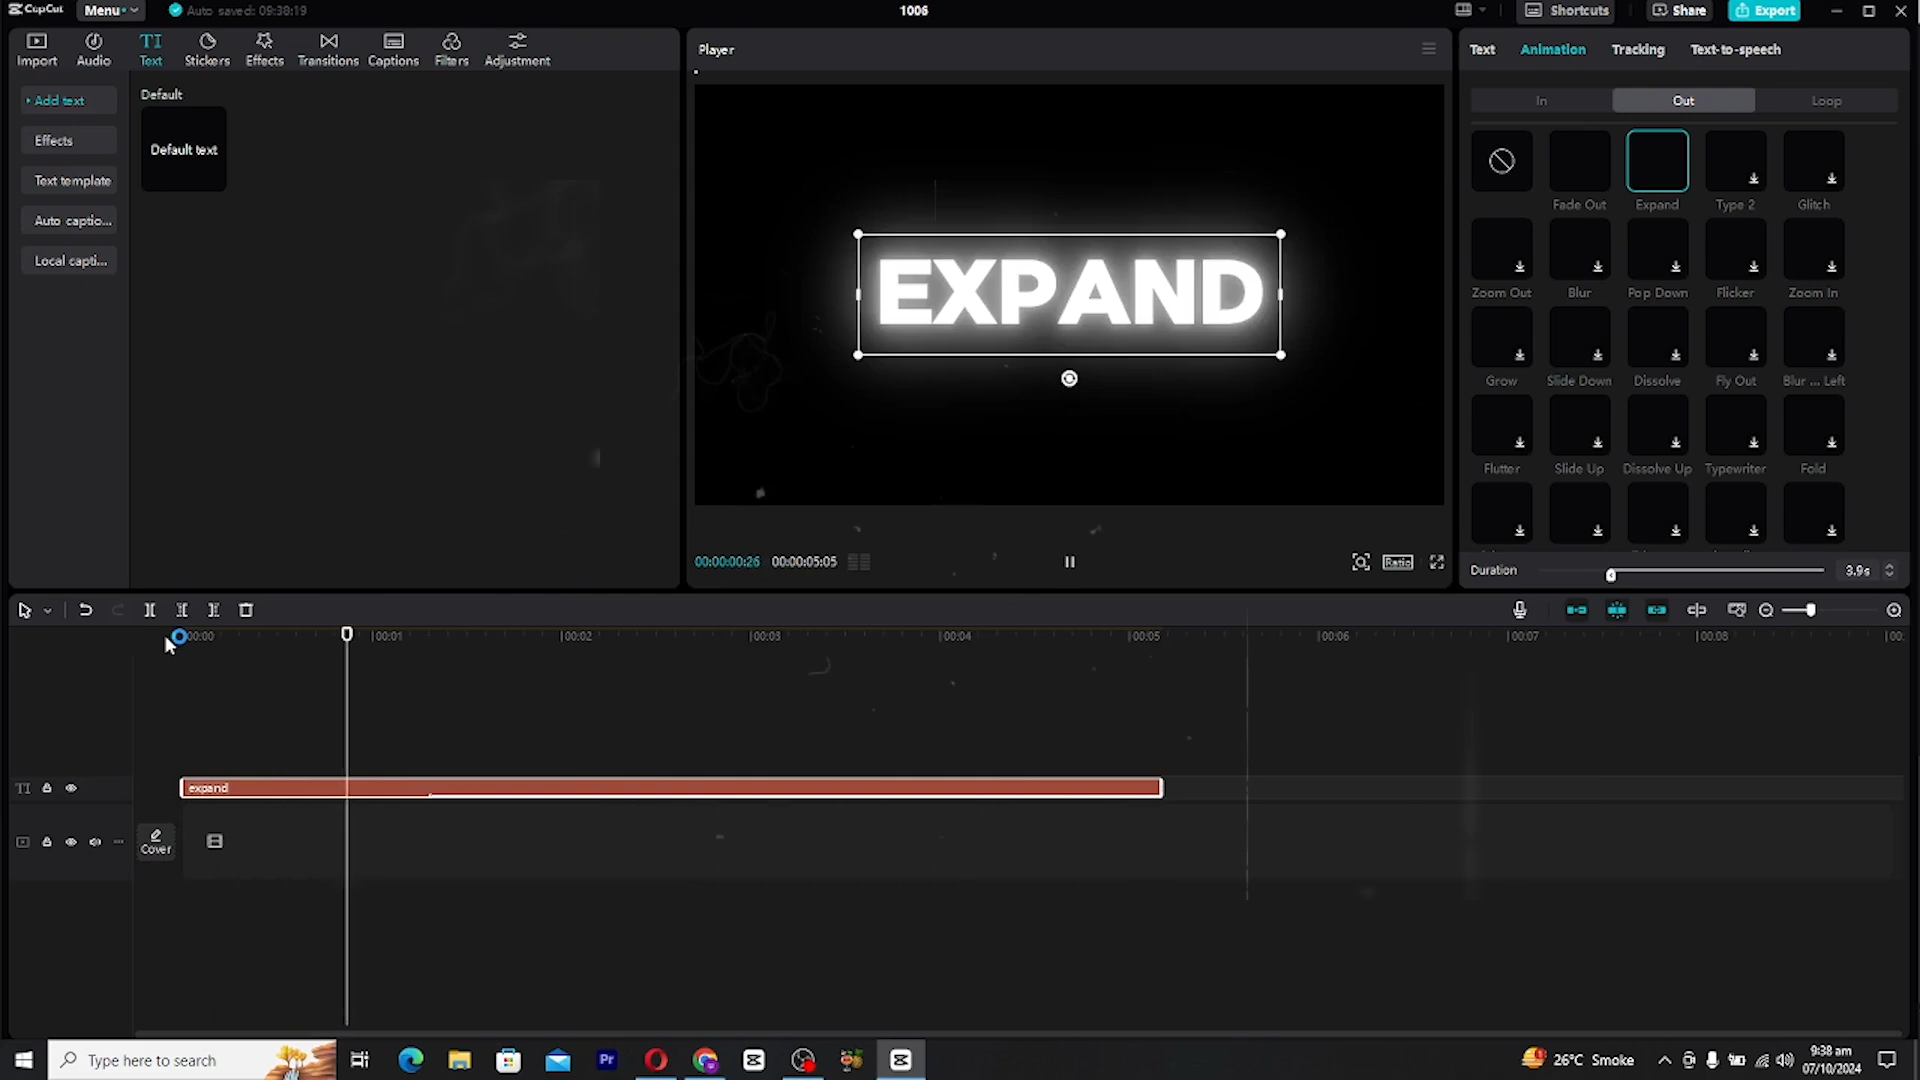 CapCut Menu Auto saved: 09:38:19 1006 Shortcuts Share Export
Import Audio Text Stickers Effects Transitions Captions Filters Adjustment
Add text
Effects
Text template
Auto captio...
Local capti...
Default
Default text
Player
EXPAND
00:00:00:26 00:00:05:05 Ratio
Text Animation Tracking Text-to-speech
In Out Loop
Fade Out Expand Type 2 Glitch
Zoom Out Blur Pop Down Flicker Zoom In
Grow Slide Down Dissolve Fly Out Blur ... Left
Flutter Slide Up Dissolve Up Typewriter Fold
Duration 3.9s
00:00 00:01 00:02 00:03 00:04 00:05 00:06 00:07 00:08 00:
TI expand
Cover
Type here to search Pr 26°C Smoke 9:38 am
07/10/2024